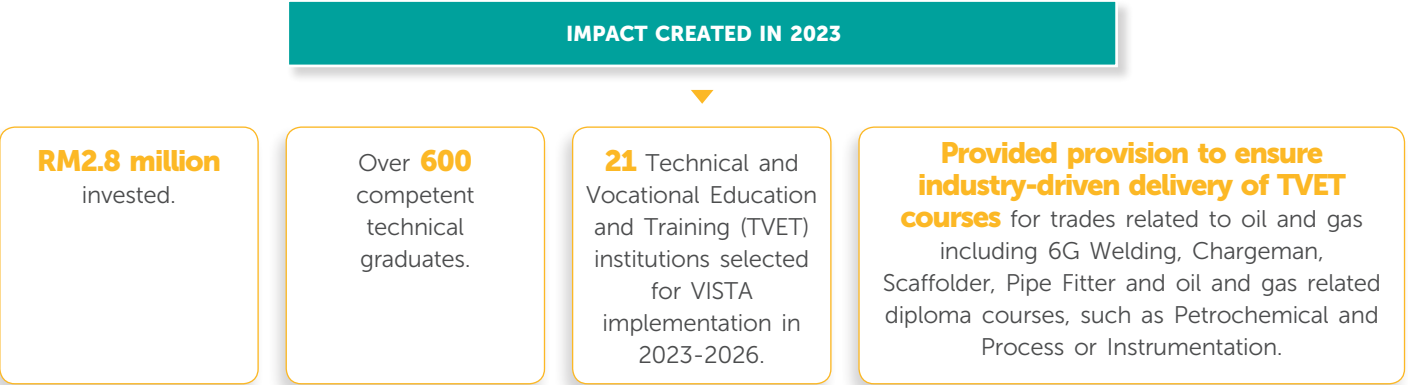 IMPACT CREATED IN 2023
RM2.8 million
invested.
Over 600
competent
technical
graduates.
21 Technical and
Vocational Education
and Training (TVET)
institutions selected
for VISTA
implementation in
2023-2026.
Provided provision to ensure
industry-driven delivery of TVET
courses for trades related to oil and gas
including 6G Welding, Chargeman,
Scaffolder, Pipe Fitter and oil and gas related
diploma courses, such as Petrochemical and
Process or Instrumentation.